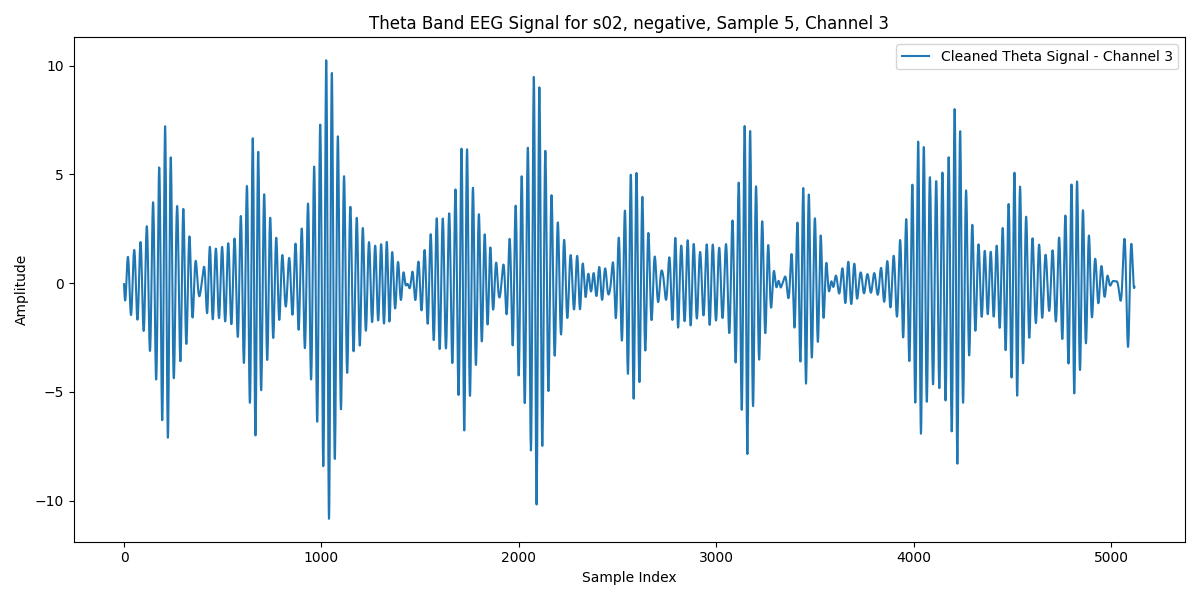 Theta Band EEG Signal for s02, negative, Sample 5, Channel 3
Cleaned Theta Signal - Channel 3
Amplitude
10
5
0
−5
−10
0 1000 2000 3000 4000 5000
Sample Index